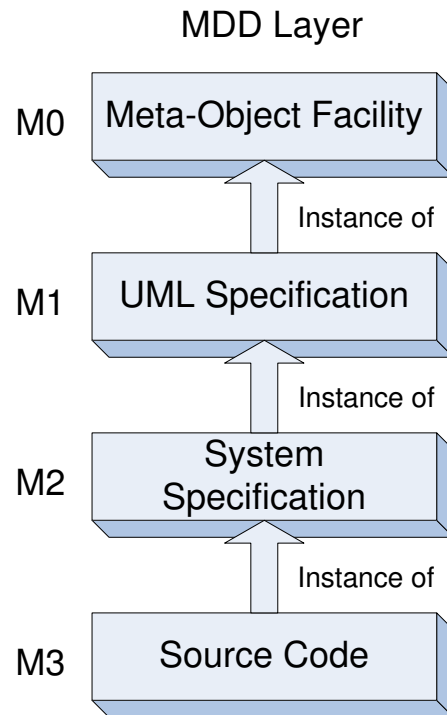 MDD Layer
M0
Meta-Object Facility
Instance of
M1
UML Specification
Instance of
M2
System
Specification
Instance of
M3
Source Code